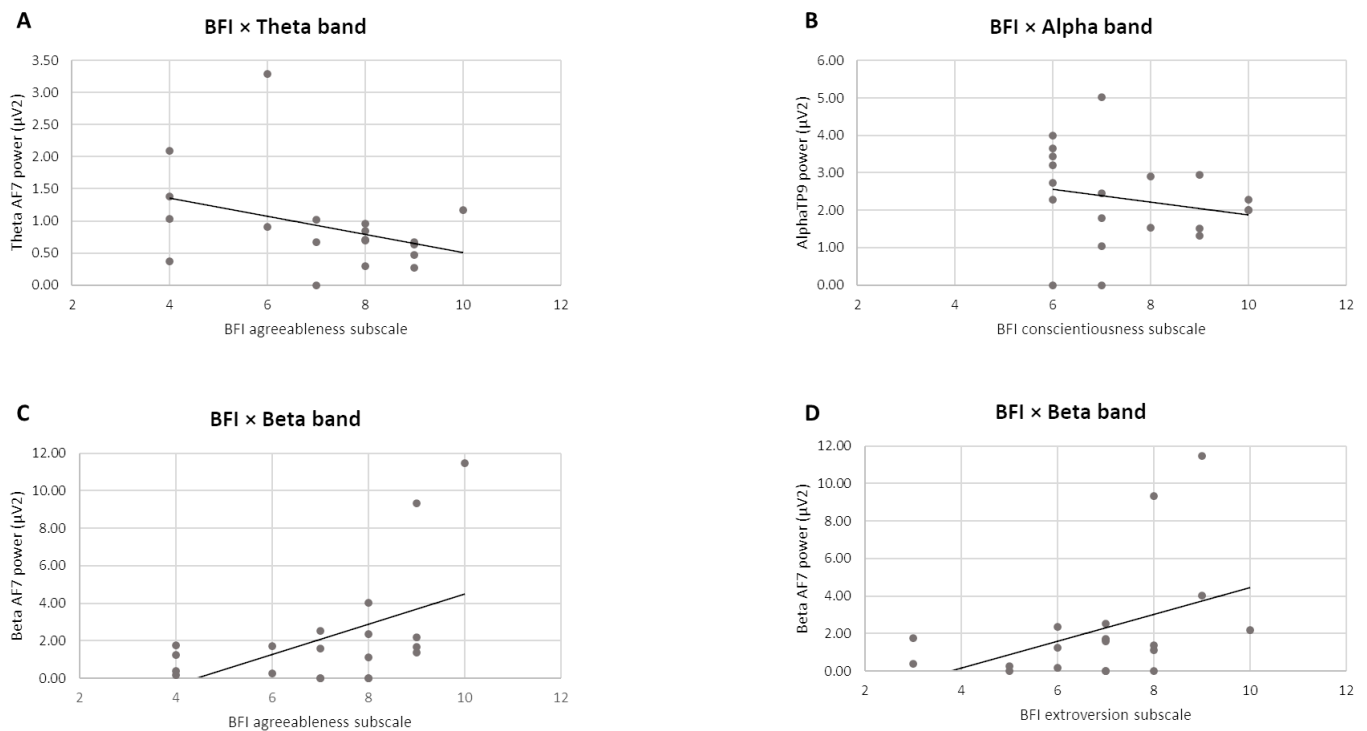 A
BFI × Theta band
Theta AF7 power (µV2)
3.50
3.00
2.50
2.00
1.50
1.00
0.50
0.00
2 4 6 8 10 12
BFI agreeableness subscale
B
BFI × Alpha band
AlphaTP9 power (µV2)
6.00
5.00
4.00
3.00
2.00
1.00
0.00
2 4 6 8 10 12
BFI conscientiousness subscale
C
BFI × Beta band
Beta AF7 power (µV2)
12.00
10.00
8.00
6.00
4.00
2.00
0.00
2 4 6 8 10 12
BFI agreeableness subscale
D
BFI × Beta band
Beta AF7 power (µV2)
12.00
10.00
8.00
6.00
4.00
2.00
0.00
2 4 6 8 10 12
BFI extroversion subscale